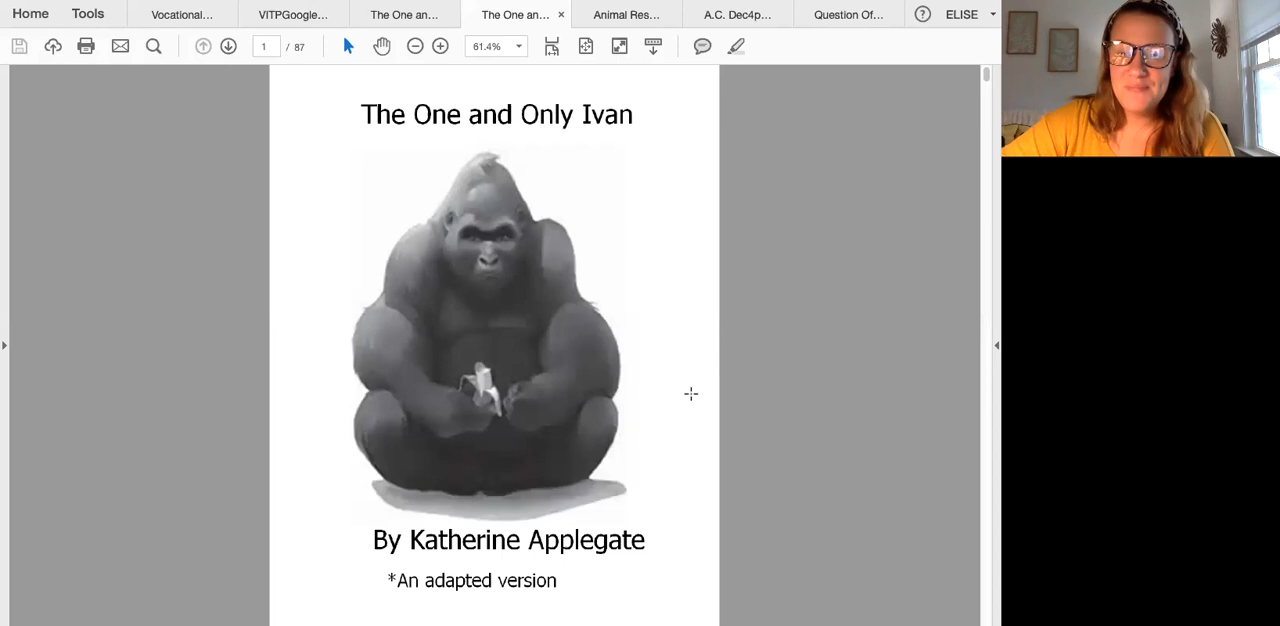 Home Tools Vocational... VITPGoogle... The One an... The One an... × Animal Res... A.C. Dec4p... Question Of... ? ELISE
1 / 87 61.4%
The One and Only Ivan
By Katherine Applegate
*An adapted version